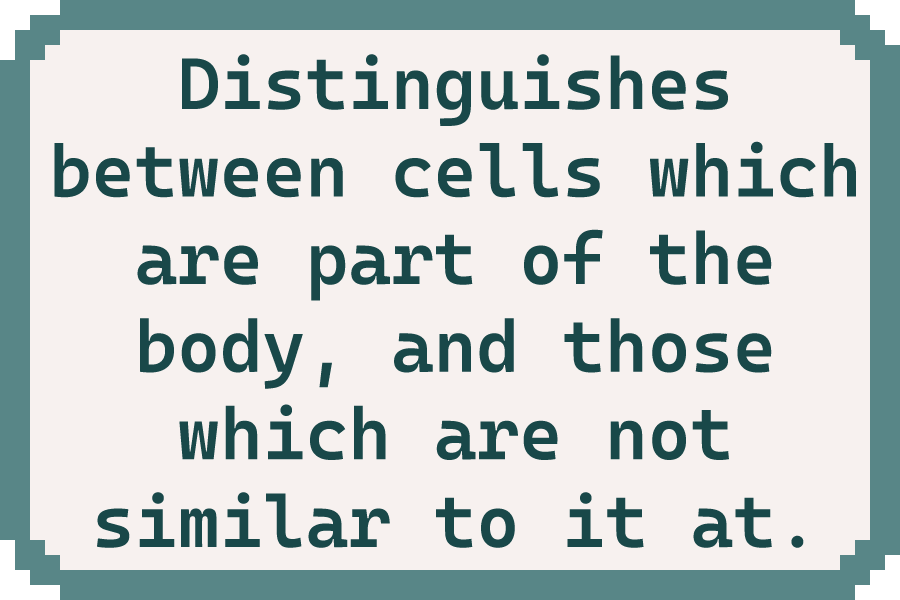 Distinguishes
between cells which
are part of the
body, and those
which are not
similar to it at.